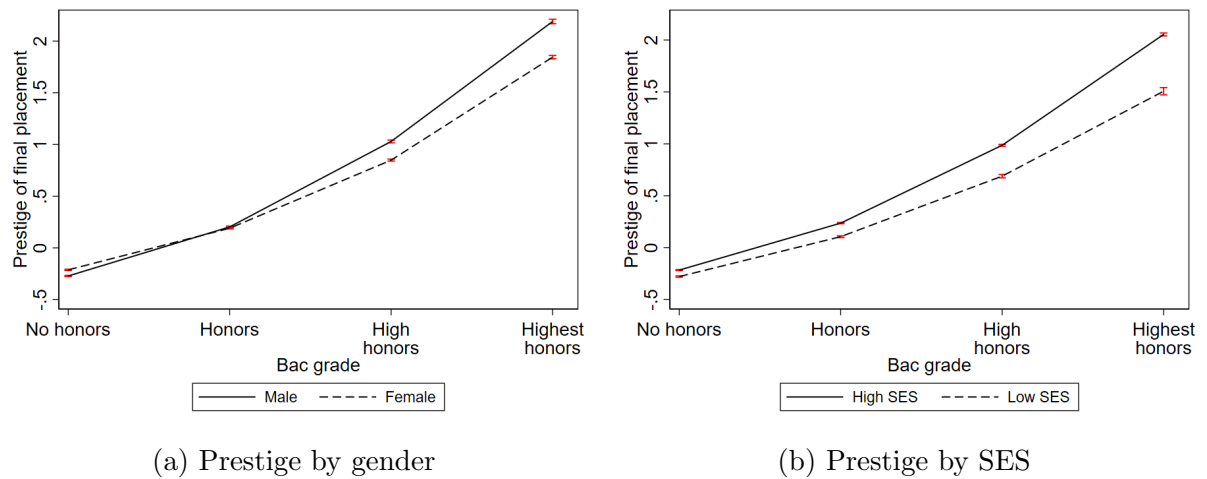 Prestige of final placement
2
1.5
1
.5
0
-.5
No honors
Honors
High
honors
Highest
honors
Bac grade
Male
Female
(a) Prestige by gender
Prestige of final placement
2
1.5
1
.5
0
-.5
No honors
Honors
High
honors
Highest
honors
Bac grade
High SES
Low SES
(b) Prestige by SES